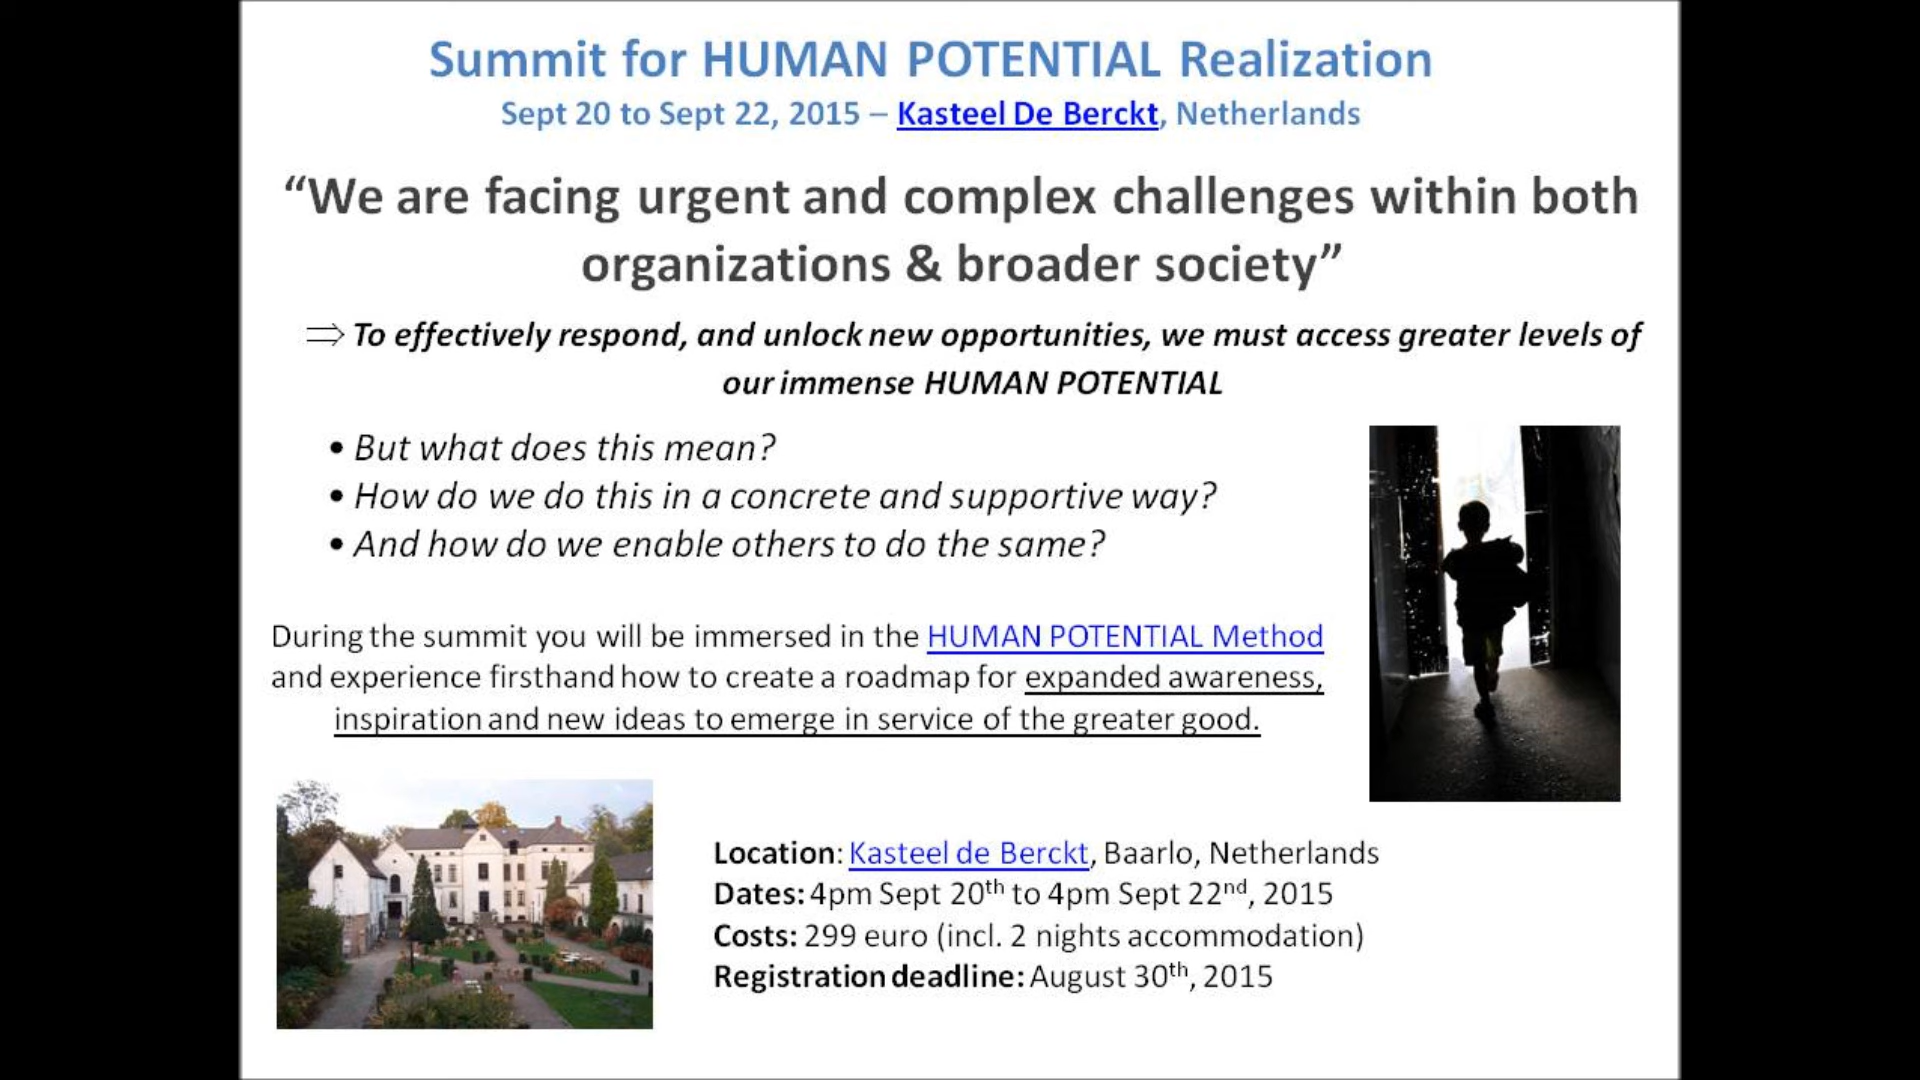 Summit for HUMAN POTENTIAL Realization
Sept 20 to Sept 22, 2015 – Kasteel De Berckt, Netherlands
“We are facing urgent and complex challenges within both
organizations & broader society”
⇒ To effectively respond, and unlock new opportunities, we must access greater levels of
our immense HUMAN POTENTIAL
• But what does this mean?
• How do we do this in a concrete and supportive way?
• And how do we enable others to do the same?
During the summit you will be immersed in the HUMAN POTENTIAL Method
and experience firsthand how to create a roadmap for expanded awareness,
inspiration and new ideas to emerge in service of the greater good.
Location: Kasteel de Berckt, Baarlo, Netherlands
Dates: 4pm Sept 20th to 4pm Sept 22nd, 2015
Costs: 299 euro (incl. 2 nights accommodation)
Registration deadline: August 30th, 2015